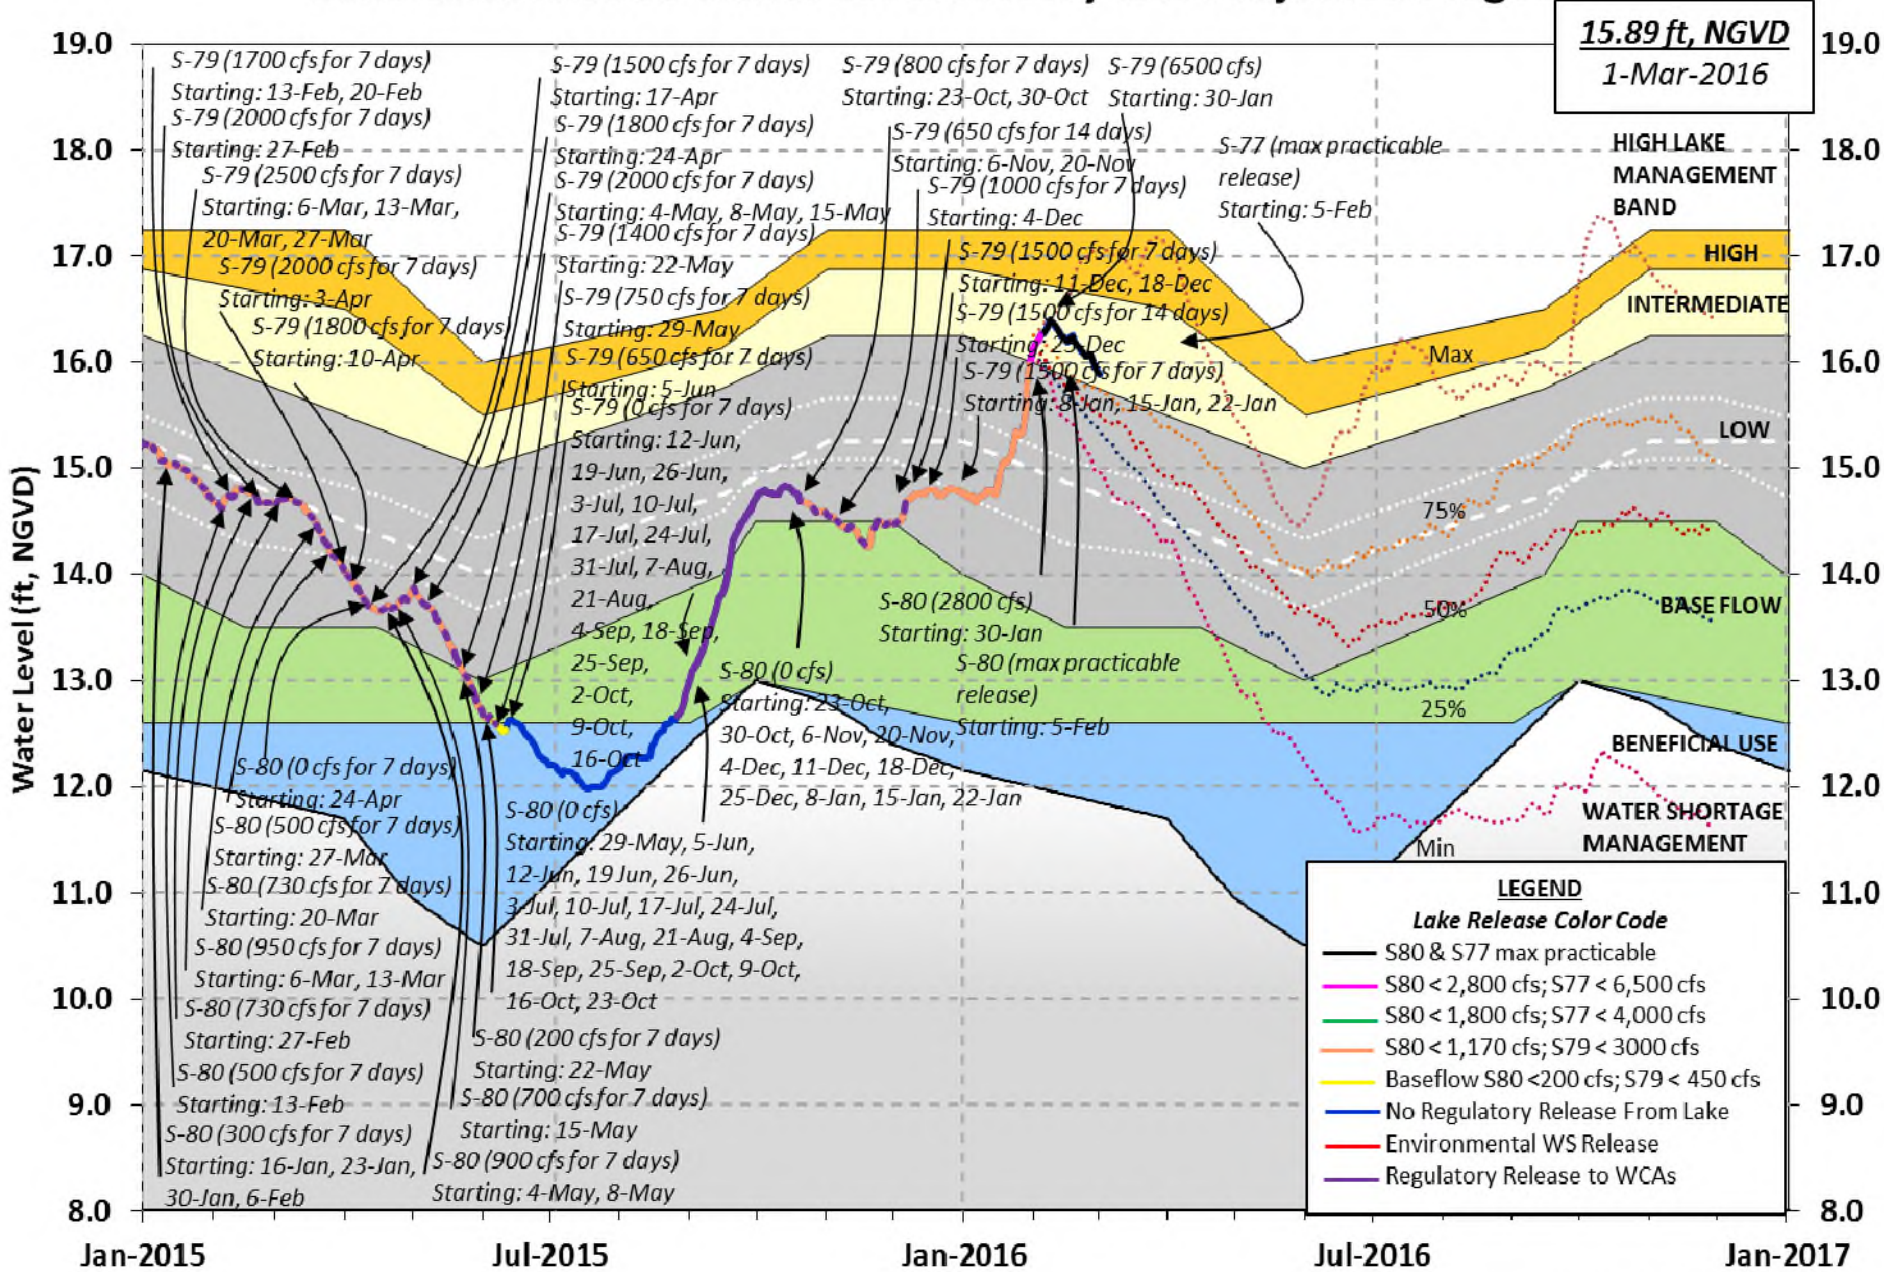 15.89 ft, NGVD
1-Mar-2016
19.0
18.0
17.0
16.0
15.0
14.0
13.0
12.0
11.0
10.0
9.0
8.0
Water Level (ft, NGVD)
S-79 (1700 cfs for 7 days)
Starting: 13-Feb, 20-Feb
S-79 (2000 cfs for 7 days)
Starting: 27-Feb
S-79 (2500 cfs for 7 days)
Starting: 6-Mar, 13-Mar,
20-Mar, 27-Mar
S-79 (2000 cfs for 7 days)
Starting: 3-Apr
S-79 (1800 cfs for 7 days)
Starting: 10-Apr
S-79 (1500 cfs for 7 days)
Starting: 17-Apr
S-79 (1800 cfs for 7 days)
Starting: 24-Apr
S-79 (2000 cfs for 7 days)
Starting: 4-May, 8-May, 15-May
S-79 (1400 cfs for 7 days)
Starting: 22-May
S-79 (750 cfs for 7 days)
Starting: 29-May
S-79 (650 cfs for 7 days)
Starting: 5-Jun
S-79 (0 cfs for 7 days)
Starting: 12-Jun,
19-Jun, 26-Jun,
3-Jul, 10-Jul,
17-Jul, 24-Jul,
31-Jul, 7-Aug,
21-Aug,
4-Sep, 18-Sep,
25-Sep,
2-Oct,
9-Oct,
16-Oct
S-79 (800 cfs for 7 days)
Starting: 23-Oct, 30-Oct
S-79 (650 cfs for 14 days)
Starting: 6-Nov, 20-Nov
S-79 (1000 cfs for 7 days)
Starting: 4-Dec
S-79 (1500 cfs for 7 days)
Starting: 11-Dec, 18-Dec
S-79 (1500 cfs for 14 days)
Starting: 25-Dec
S-79 (1500 cfs for 7 days)
Starting: 8-Jan, 15-Jan, 22-Jan
S-79 (6500 cfs)
Starting: 30-Jan
S-77 (max practicable
release)
Starting: 5-Feb
S-80 (2800 cfs)
Starting: 30-Jan
S-80 (max practicable
release)
Starting: 5-Feb
S-80 (0 cfs)
Starting: 23-Oct,
30-Oct, 6-Nov, 20-Nov,
4-Dec, 11-Dec, 18-Dec,
25-Dec, 8-Jan, 15-Jan, 22-Jan
S-80 (0 cfs for 7 days)
Starting: 24-Apr
S-80 (500 cfs for 7 days)
Starting: 27-Mar
S-80 (730 cfs for 7 days)
Starting: 20-Mar
S-80 (950 cfs for 7 days)
Starting: 6-Mar, 13-Mar
S-80 (730 cfs for 7 days)
Starting: 27-Feb
S-80 (500 cfs for 7 days)
Starting: 13-Feb
S-80 (300 cfs for 7 days)
Starting: 16-Jan, 23-Jan,
30-Jan, 6-Feb
S-80 (0 cfs)
Starting: 29-May, 5-Jun,
12-Jun, 19 Jun, 26-Jun,
3-Jul, 10-Jul, 17-Jul, 24-Jul,
31-Jul, 7-Aug, 21-Aug, 4-Sep,
18-Sep, 25-Sep, 2-Oct, 9-Oct,
16-Oct, 23-Oct
S-80 (200 cfs for 7 days)
Starting: 22-May
S-80 (700 cfs for 7 days)
Starting: 15-May
S-80 (900 cfs for 7 days)
Starting: 4-May, 8-May
HIGH LAKE
MANAGEMENT
BAND
HIGH
INTERMEDIATE
LOW
BASE FLOW
BENEFICIAL USE
WATER SHORTAGE
MANAGEMENT
Max
75%
50%
25%
Min
LEGEND
Lake Release Color Code
S80 & S77 max practicable
S80 < 2,800 cfs; S77 < 6,500 cfs
S80 < 1,800 cfs; S77 < 4,000 cfs
S80 < 1,170 cfs; S79 < 3000 cfs
Baseflow S80 <200 cfs; S79 < 450 cfs
No Regulatory Release From Lake
Environmental WS Release
Regulatory Release to WCAs
19.0
18.0
17.0
16.0
15.0
14.0
13.0
12.0
11.0
10.0
9.0
8.0
Jan-2015
Jul-2015
Jan-2016
Jul-2016
Jan-2017